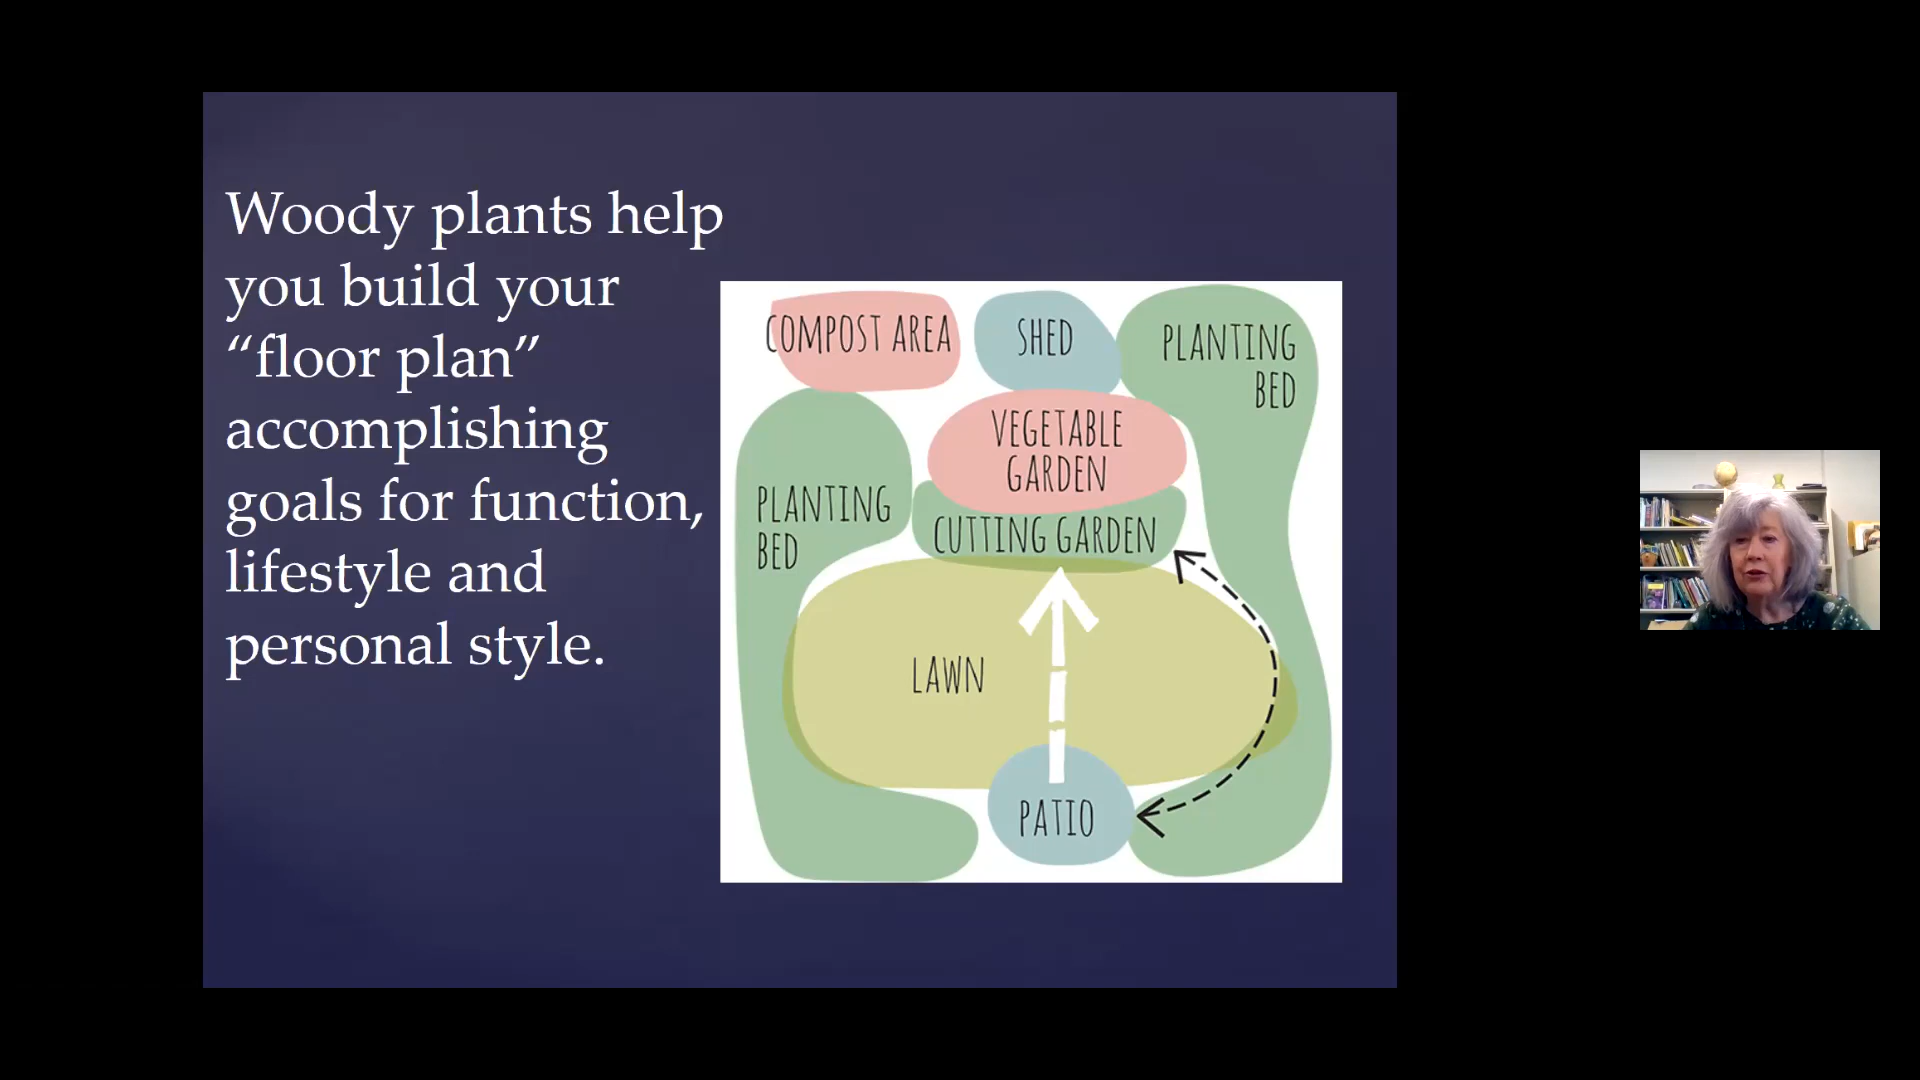 Woody plants help
you build your
“floor plan”
accomplishing
goals for function,
lifestyle and
personal style.
COMPOST AREA
SHED
PLANTING
BED
VEGETABLE
GARDEN
PLANTING
BED
CUTTING GARDEN
LAWN
PATIO